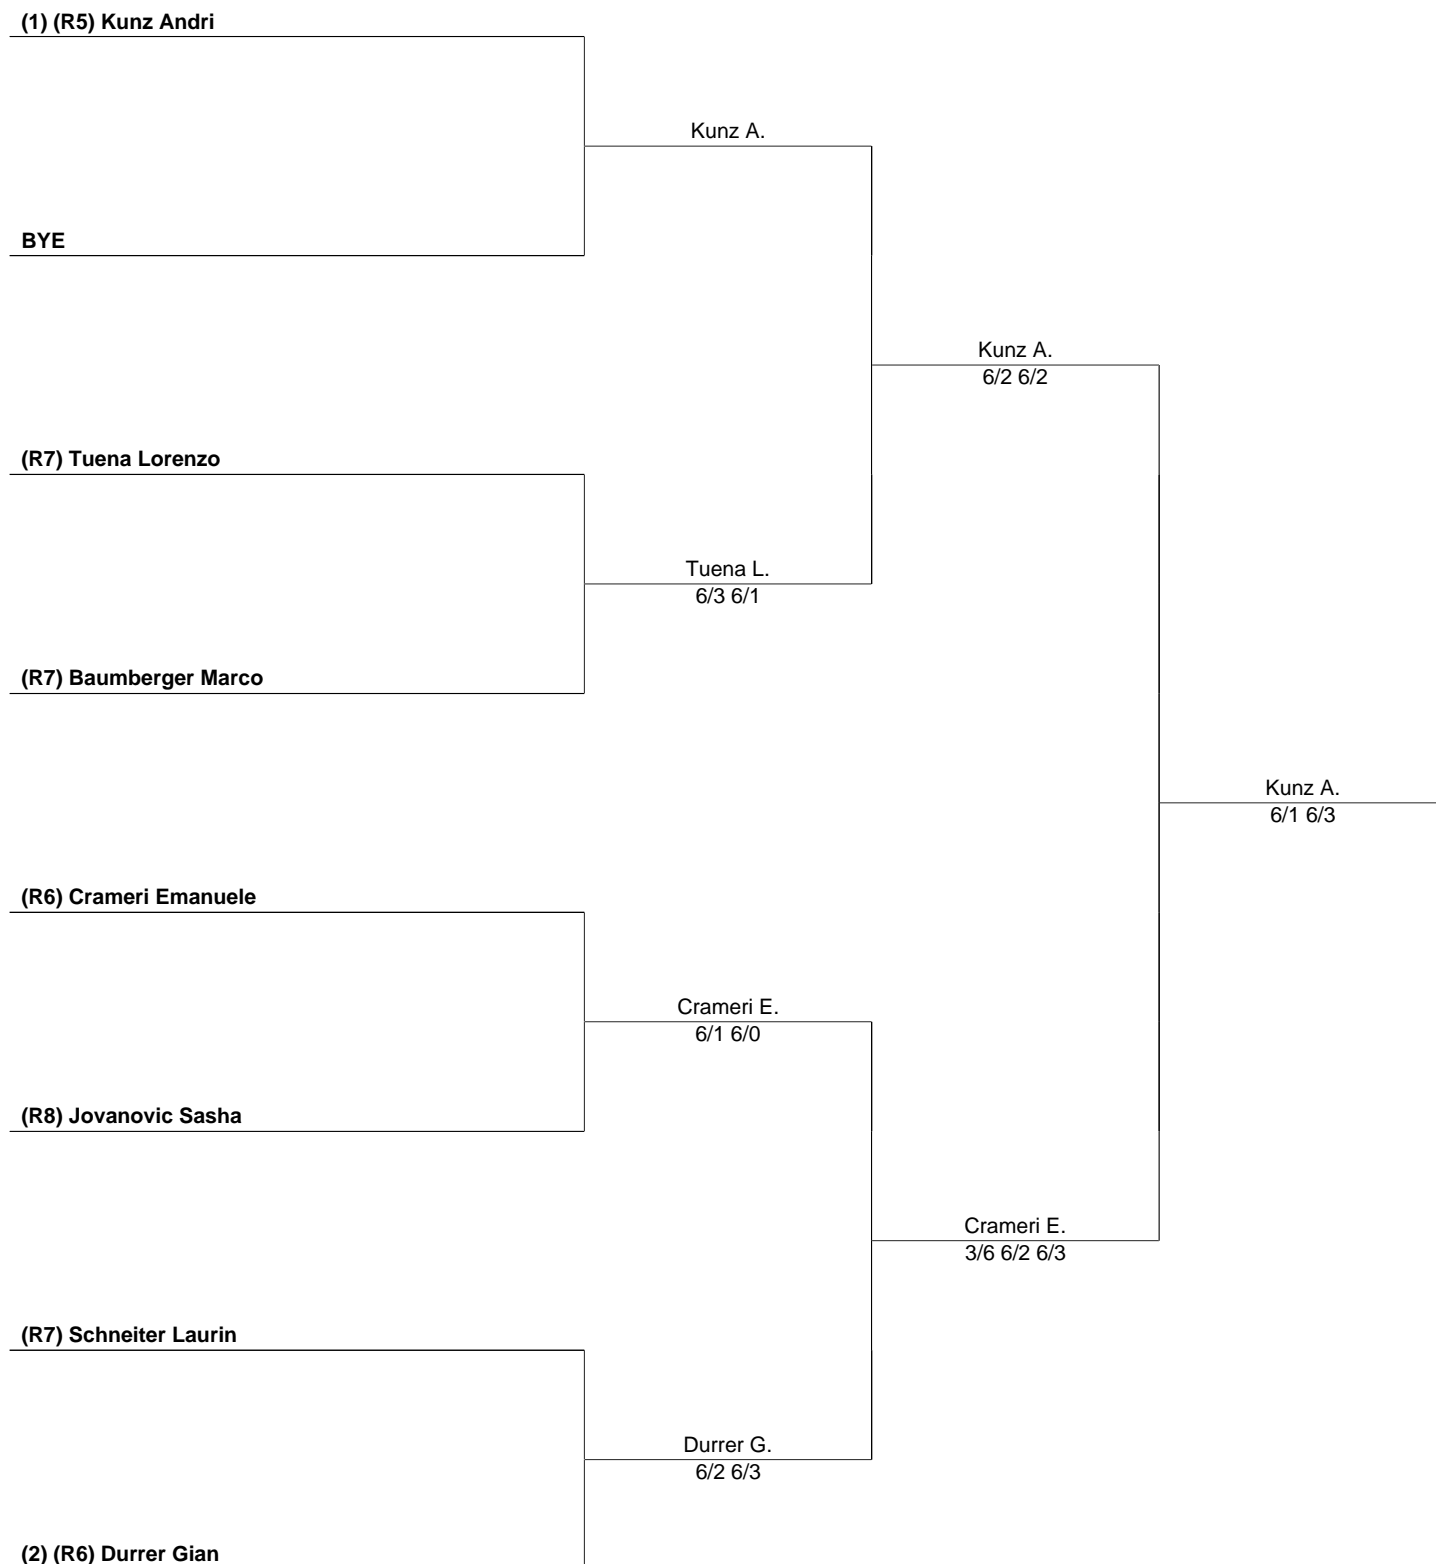 (1) (R5) Kunz Andri
Kunz A.
BYE
Kunz A.
6/2 6/2
(R7) Tuena Lorenzo
Tuena L.
6/3 6/1
(R7) Baumberger Marco
Kunz A.
6/1 6/3
(R6) Crameri Emanuele
Crameri E.
6/1 6/0
(R8) Jovanovic Sasha
Crameri E.
3/6 6/2 6/3
(R7) Schneiter Laurin
Durrer G.
6/2 6/3
(2) (R6) Durrer Gian